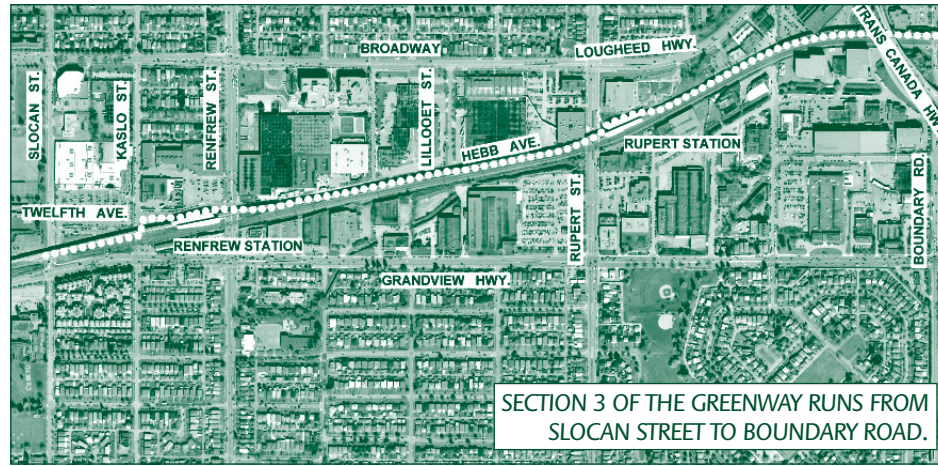 BROADWAY
LOUGHEED HWY.
TRANS CANADA HWY.
SLOCAN ST.
KASLO ST.
RENFREW ST.
LILLOOET ST.
HEBB AVE.
RUPERT STATION
TWELFTH AVE.
RENFREW STATION
RUPERT ST.
BOUNDARY RD.
GRANDVIEW HWY.
SECTION 3 OF THE GREENWAY RUNS FROM
SLOCAN STREET TO BOUNDARY ROAD.